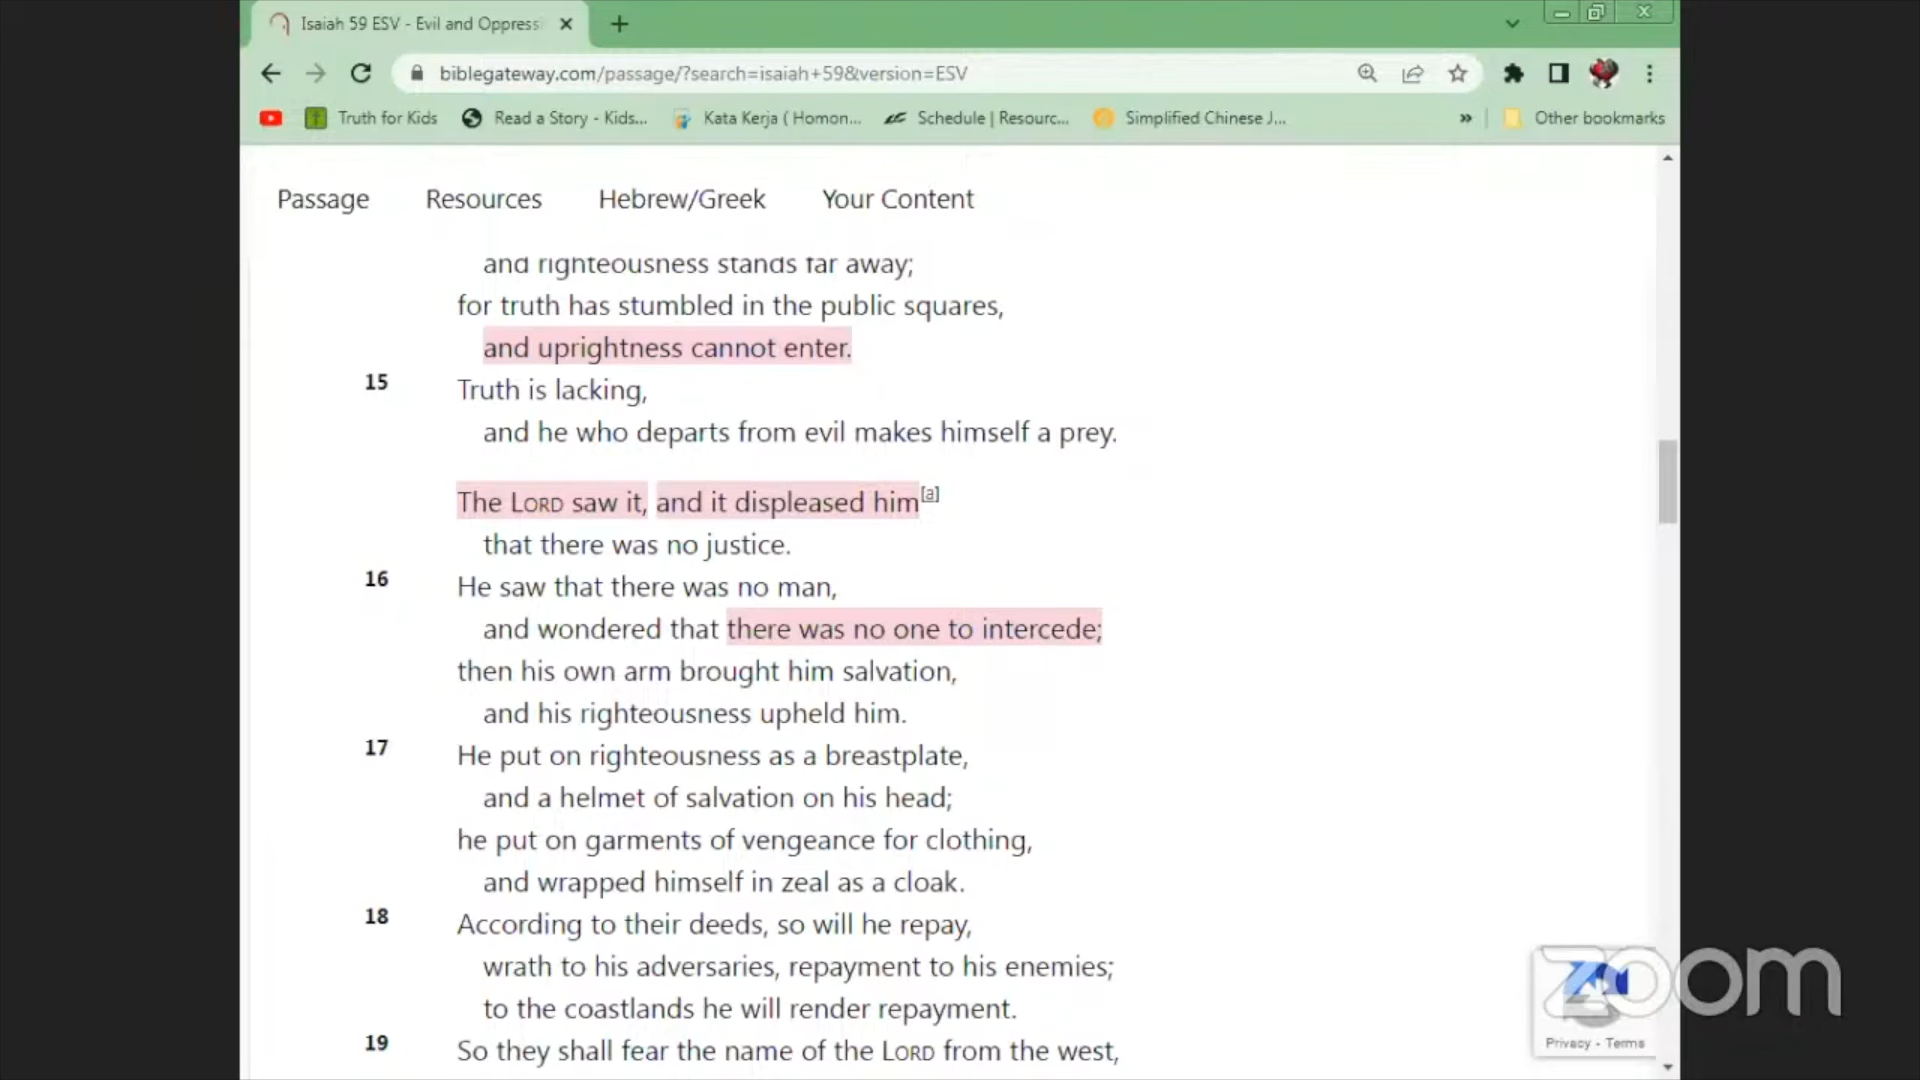 Isaiah 59 ESV - Evil and Oppressi
biblegateway.com/passage/?search=isaiah+59&version=ESV
Truth for Kids
Read a Story - Kids...
Kata Kerja ( Homon...
Schedule | Resourc...
Simplified Chinese J...
»
Other bookmarks
Passage
Resources
Hebrew/Greek
Your Content
and righteousness stands far away;
for truth has stumbled in the public squares,
and uprightness cannot enter.
15 Truth is lacking,
and he who departs from evil makes himself a prey.
The LORD saw it, and it displeased him[a]
that there was no justice.
16 He saw that there was no man,
and wondered that there was no one to intercede;
then his own arm brought him salvation,
and his righteousness upheld him.
17 He put on righteousness as a breastplate,
and a helmet of salvation on his head;
he put on garments of vengeance for clothing,
and wrapped himself in zeal as a cloak.
18 According to their deeds, so will he repay,
wrath to his adversaries, repayment to his enemies;
to the coastlands he will render repayment.
19 So they shall fear the name of the LORD from the west,
zoom
Privacy - Terms